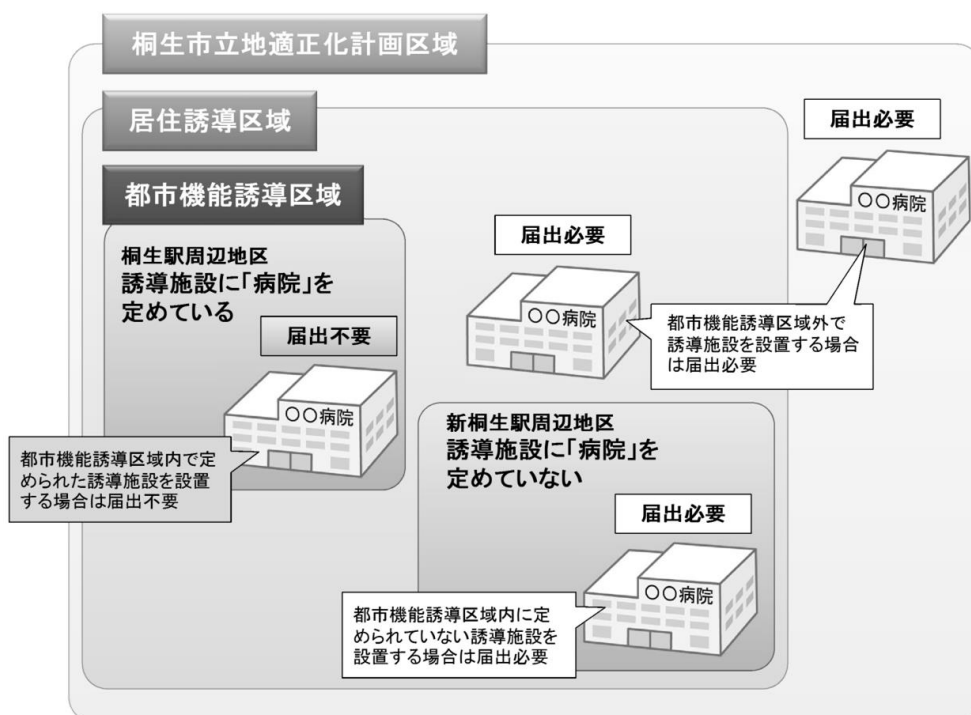 桐生市立地適正化計画区域
居住誘導区域
都市機能誘導区域
桐生駅周辺地区
誘導施設に「病院」を
定めている
届出不要
〇〇病院
都市機能誘導区域内で定
められた誘導施設を設置
する場合は届出不要
届出必要
〇〇病院
届出必要
〇〇病院
都市機能誘導区域外で
誘導施設を設置する場合
は届出必要
新桐生駅周辺地区
誘導施設に「病院」を
定めていない
届出必要
〇〇病院
都市機能誘導区域内に定
められていない誘導施設を
設置する場合は届出必要